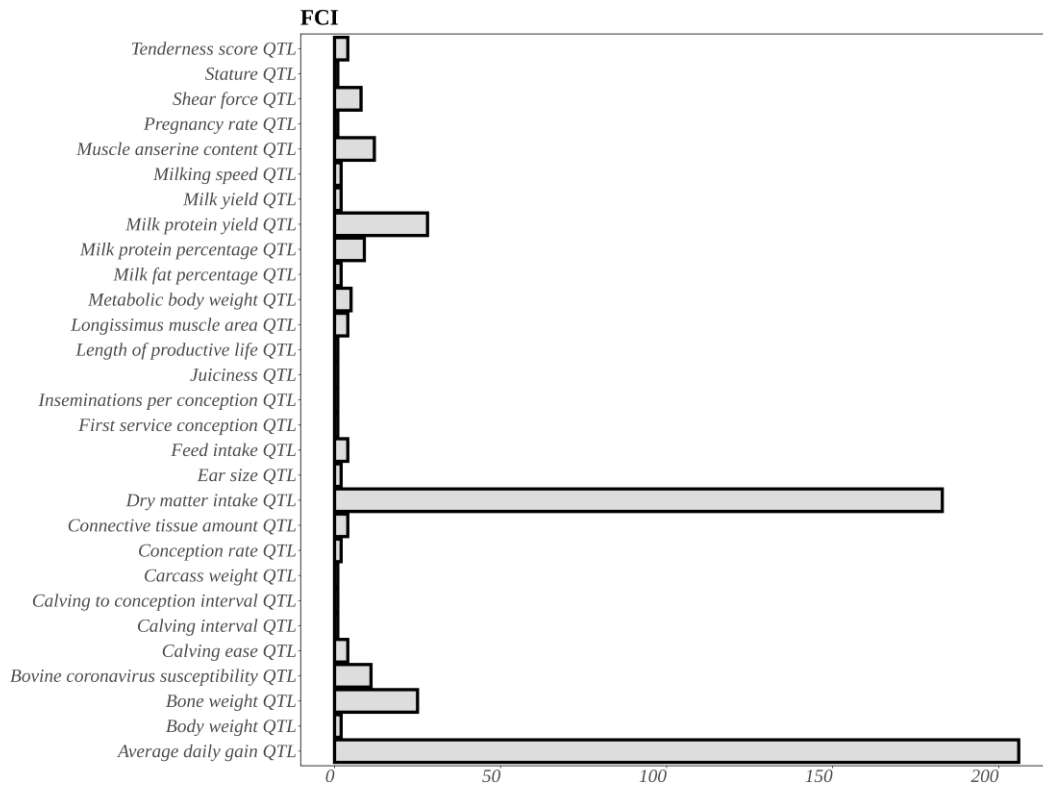 FCI
Tenderness score QTL
Stature QTL
Shear force QTL
Pregnancy rate QTL
Muscle anserine content QTL
Milking speed QTL
Milk yield QTL
Milk protein yield QTL
Milk protein percentage QTL
Milk fat percentage QTL
Metabolic body weight QTL
Longissimus muscle area QTL
Length of productive life QTL
Juiciness QTL
Inseminations per conception QTL
First service conception QTL
Feed intake QTL
Ear size QTL
Dry matter intake QTL
Connective tissue amount QTL
Conception rate QTL
Carcass weight QTL
Calving to conception interval QTL
Calving interval QTL
Calving ease QTL
Bovine coronavirus susceptibility QTL
Bone weight QTL
Body weight QTL
Average daily gain QTL
0 50 100 150 200